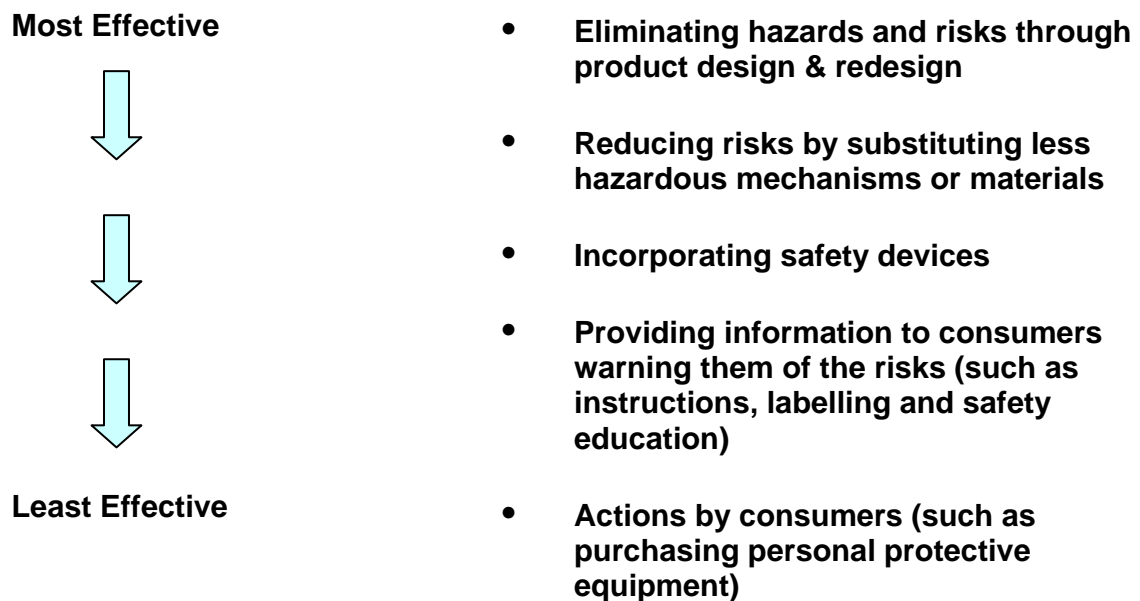 Most Effective
• Eliminating hazards and risks through
product design & redesign
• Reducing risks by substituting less
hazardous mechanisms or materials
• Incorporating safety devices
• Providing information to consumers
warning them of the risks (such as
instructions, labelling and safety
education)
Least Effective
• Actions by consumers (such as
purchasing personal protective
equipment)